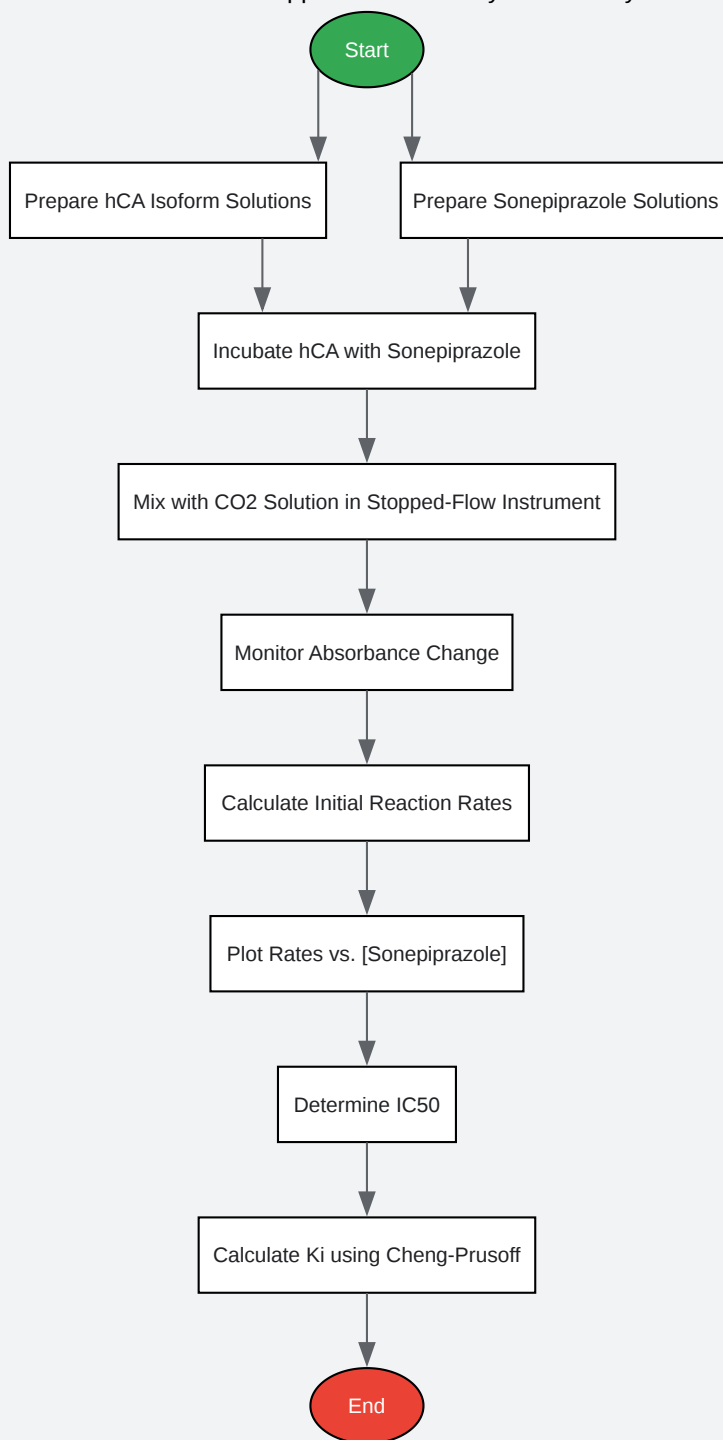 Start
Prepare hCA Isoform Solutions
Prepare Sonepiprazole Solutions
Incubate hCA with Sonepiprazole
Mix with CO2 Solution in Stopped-Flow Instrument
Monitor Absorbance Change
Calculate Initial Reaction Rates
Plot Rates vs. [Sonepiprazole]
Determine IC50
Calculate Ki using Cheng-Prusoff
End